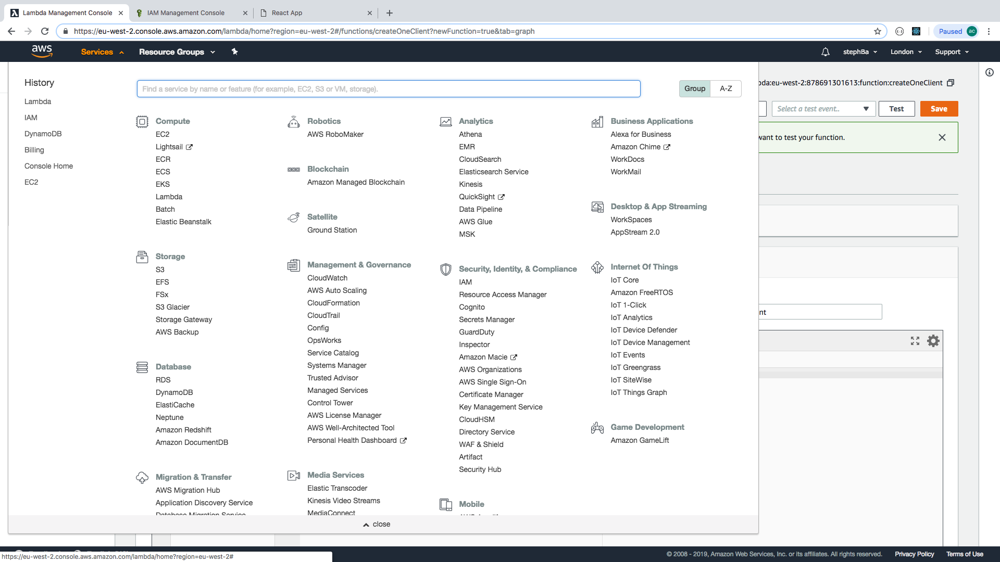 Lambda Management Console
IAM Management Console
React App
https://eu-west-2.console.aws.amazon.com/lambda/home?region=eu-west-2#/functions/createOneClient?newFunction=true&tab=graph
Paused ac
aws
Services
Resource Groups
stephBa
London
Support
History
Lambda
IAM
DynamoDB
Billing
Console Home
EC2
Find a service by name or feature (for example, EC2, S3 or VM, storage).
Group
A-Z
Compute
EC2
Lightsail
ECR
ECS
EKS
Lambda
Batch
Elastic Beanstalk
Storage
S3
EFS
FSx
S3 Glacier
Storage Gateway
AWS Backup
Database
RDS
DynamoDB
ElastiCache
Neptune
Amazon Redshift
Amazon DocumentDB
Migration & Transfer
AWS Migration Hub
Application Discovery Service
Database Migration Service
Robotics
AWS RoboMaker
Blockchain
Amazon Managed Blockchain
Satellite
Ground Station
Management & Governance
CloudWatch
AWS Auto Scaling
CloudFormation
CloudTrail
Config
OpsWorks
Service Catalog
Systems Manager
Trusted Advisor
Managed Services
Control Tower
AWS License Manager
AWS Well-Architected Tool
Personal Health Dashboard
Media Services
Elastic Transcoder
Kinesis Video Streams
MediaConnect
Analytics
Athena
EMR
CloudSearch
Elasticsearch Service
Kinesis
QuickSight
Data Pipeline
AWS Glue
MSK
Security, Identity, & Compliance
IAM
Resource Access Manager
Cognito
Secrets Manager
GuardDuty
Inspector
Amazon Macie
AWS Organizations
AWS Single Sign-On
Certificate Manager
Key Management Service
CloudHSM
Directory Service
WAF & Shield
Artifact
Security Hub
Mobile
Business Applications
Alexa for Business
Amazon Chime
WorkDocs
WorkMail
Desktop & App Streaming
WorkSpaces
AppStream 2.0
Internet Of Things
IoT Core
Amazon FreeRTOS
IoT 1-Click
IoT Analytics
IoT Device Defender
IoT Device Management
IoT Events
IoT Greengrass
IoT SiteWise
IoT Things Graph
Game Development
Amazon GameLift
close
bda:eu-west-2:878691301613:function:createOneClient
Select a test event..
Test
Save
want to test your function.
nt
© 2008 - 2019, Amazon Web Services, Inc. or its affiliates. All rights reserved.
Privacy Policy
Terms of Use
https://eu-west-2.console.aws.amazon.com/lambda/home?region=eu-west-2#